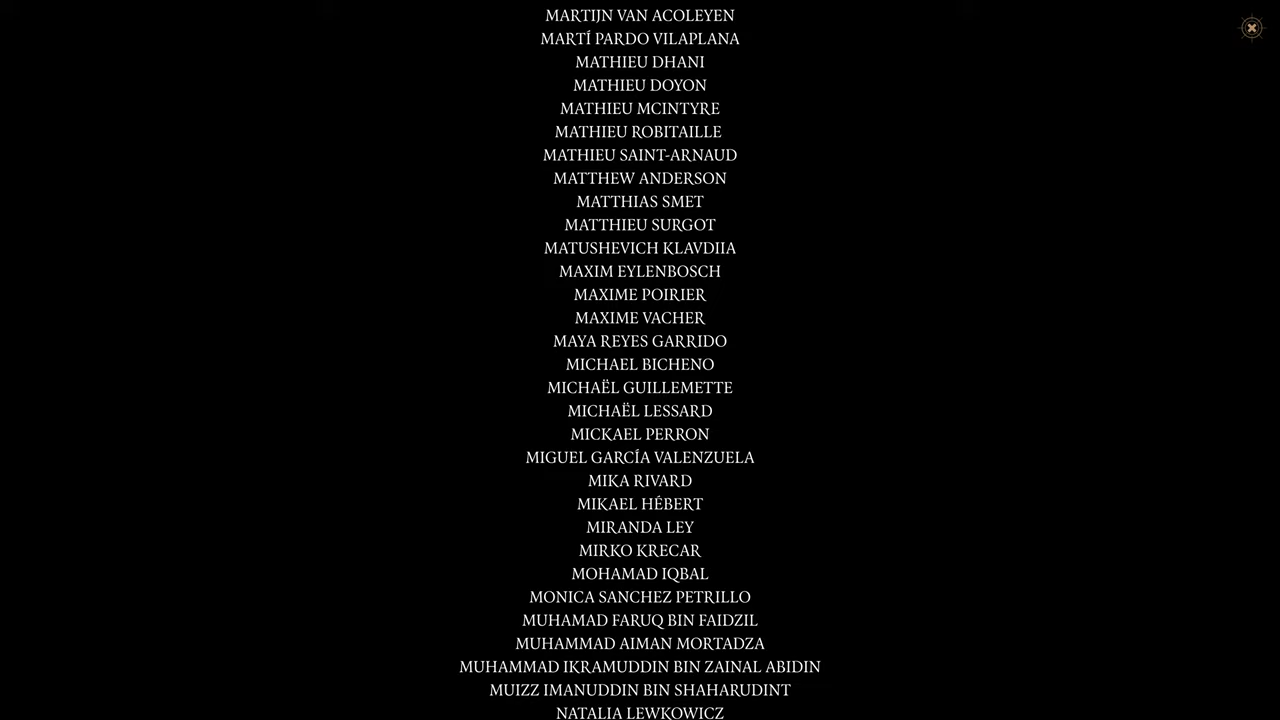 MARTIJN VAN ACOLEYEN
MARTÍ PARDO VILAPLANA
MATHIEU DHANI
MATHIEU DOYON
MATHIEU MCINTYRE
MATHIEU ROBITAILLE
MATHIEU SAINT-ARNAUD
MATTHEW ANDERSON
MATTHIAS SMET
MATTHIEU SURGOT
MATUSHEVICH KLAVDIIA
MAXIM EYLENBOSCH
MAXIME POIRIER
MAXIME VACHER
MAYA REYES GARRIDO
MICHAEL BICHENO
MICHAËL GUILLEMETTE
MICHAËL LESSARD
MICKAEL PERRON
MIGUEL GARCÍA VALENZUELA
MIKA RIVARD
MIKAEL HÉBERT
MIRANDA LEY
MIRKO KRECAR
MOHAMAD IQBAL
MONICA SANCHEZ PETRILLO
MUHAMAD FARUQ BIN FAIDZIL
MUHAMMAD AIMAN MORTADZA
MUHAMMAD IKRAMUDDIN BIN ZAINAL ABIDIN
MUIZZ IMANUDDIN BIN SHAHARUDINT
NATALIA LEWKOWICZ